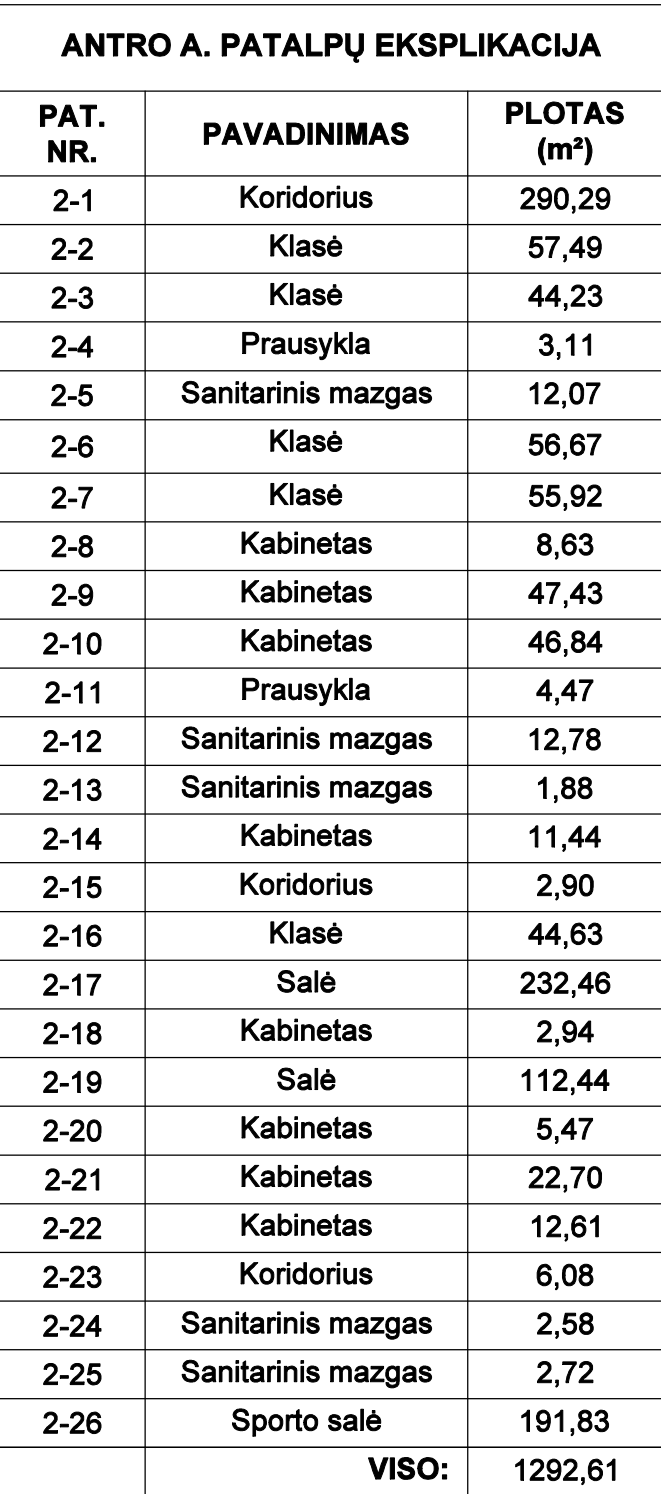 ANTRO A. PATALPŲ EKSPLIKACIJA
PAT. NR. PAVADINIMAS PLOTAS (m²)
2-1 Koridorius 290,29
2-2 Klasė 57,49
2-3 Klasė 44,23
2-4 Prausykla 3,11
2-5 Sanitarinis mazgas 12,07
2-6 Klasė 56,67
2-7 Klasė 55,92
2-8 Kabinetas 8,63
2-9 Kabinetas 47,43
2-10 Kabinetas 46,84
2-11 Prausykla 4,47
2-12 Sanitarinis mazgas 12,78
2-13 Sanitarinis mazgas 1,88
2-14 Kabinetas 11,44
2-15 Koridorius 2,90
2-16 Klasė 44,63
2-17 Salė 232,46
2-18 Kabinetas 2,94
2-19 Salė 112,44
2-20 Kabinetas 5,47
2-21 Kabinetas 22,70
2-22 Kabinetas 12,61
2-23 Koridorius 6,08
2-24 Sanitarinis mazgas 2,58
2-25 Sanitarinis mazgas 2,72
2-26 Sporto salė 191,83
VISO: 1292,61